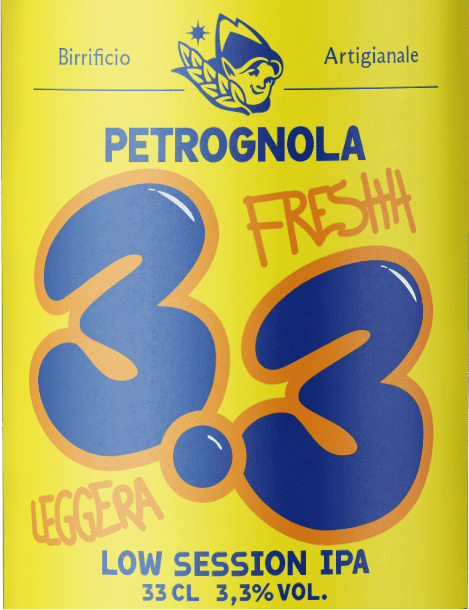 Birrificio Artigianale
PETROGNOLA
FRESHH
3.3
LEGGERA
LOW SESSION IPA
33 CL 3,3% VOL.